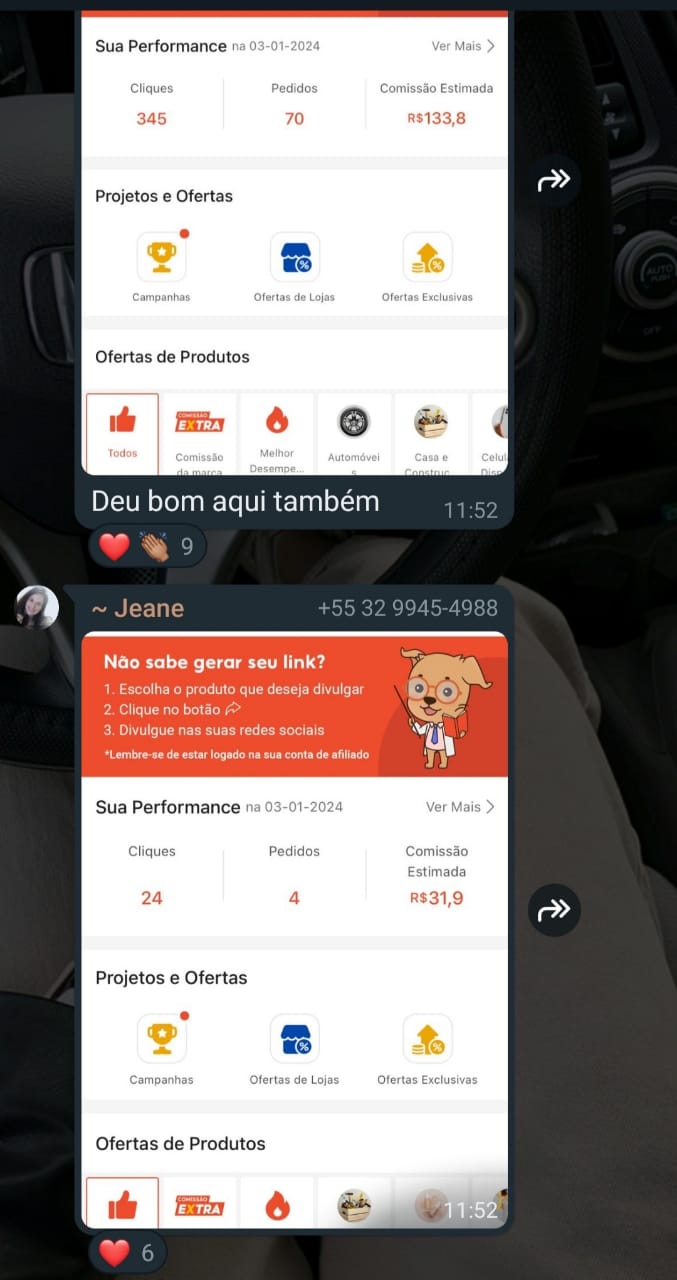 Sua Performance na 03-01-2024 Ver Mais
Cliques Pedidos Comissão Estimada
345 70 R$133,8
Projetos e Ofertas
Campanhas Ofertas de Lojas Ofertas Exclusivas
Ofertas de Produtos
COMISSÃO
EXTRA
Todos Comissão Melhor Automóvei Casa e Celul
da marca Desempe... s Construc Disp
Deu bom aqui também 11:52
9
~ Jeane +55 32 9945-4988
Não sabe gerar seu link?
1. Escolha o produto que deseja divulgar
2. Clique no botão
3. Divulgue nas suas redes sociais
*Lembre-se de estar logado na sua conta de afiliado
Sua Performance na 03-01-2024 Ver Mais
Cliques Pedidos Comissão
Estimada
24 4 R$31,9
Projetos e Ofertas
Campanhas Ofertas de Lojas Ofertas Exclusivas
Ofertas de Produtos
COMISSÃO
EXTRA
11:52
6
AUTO
OFF